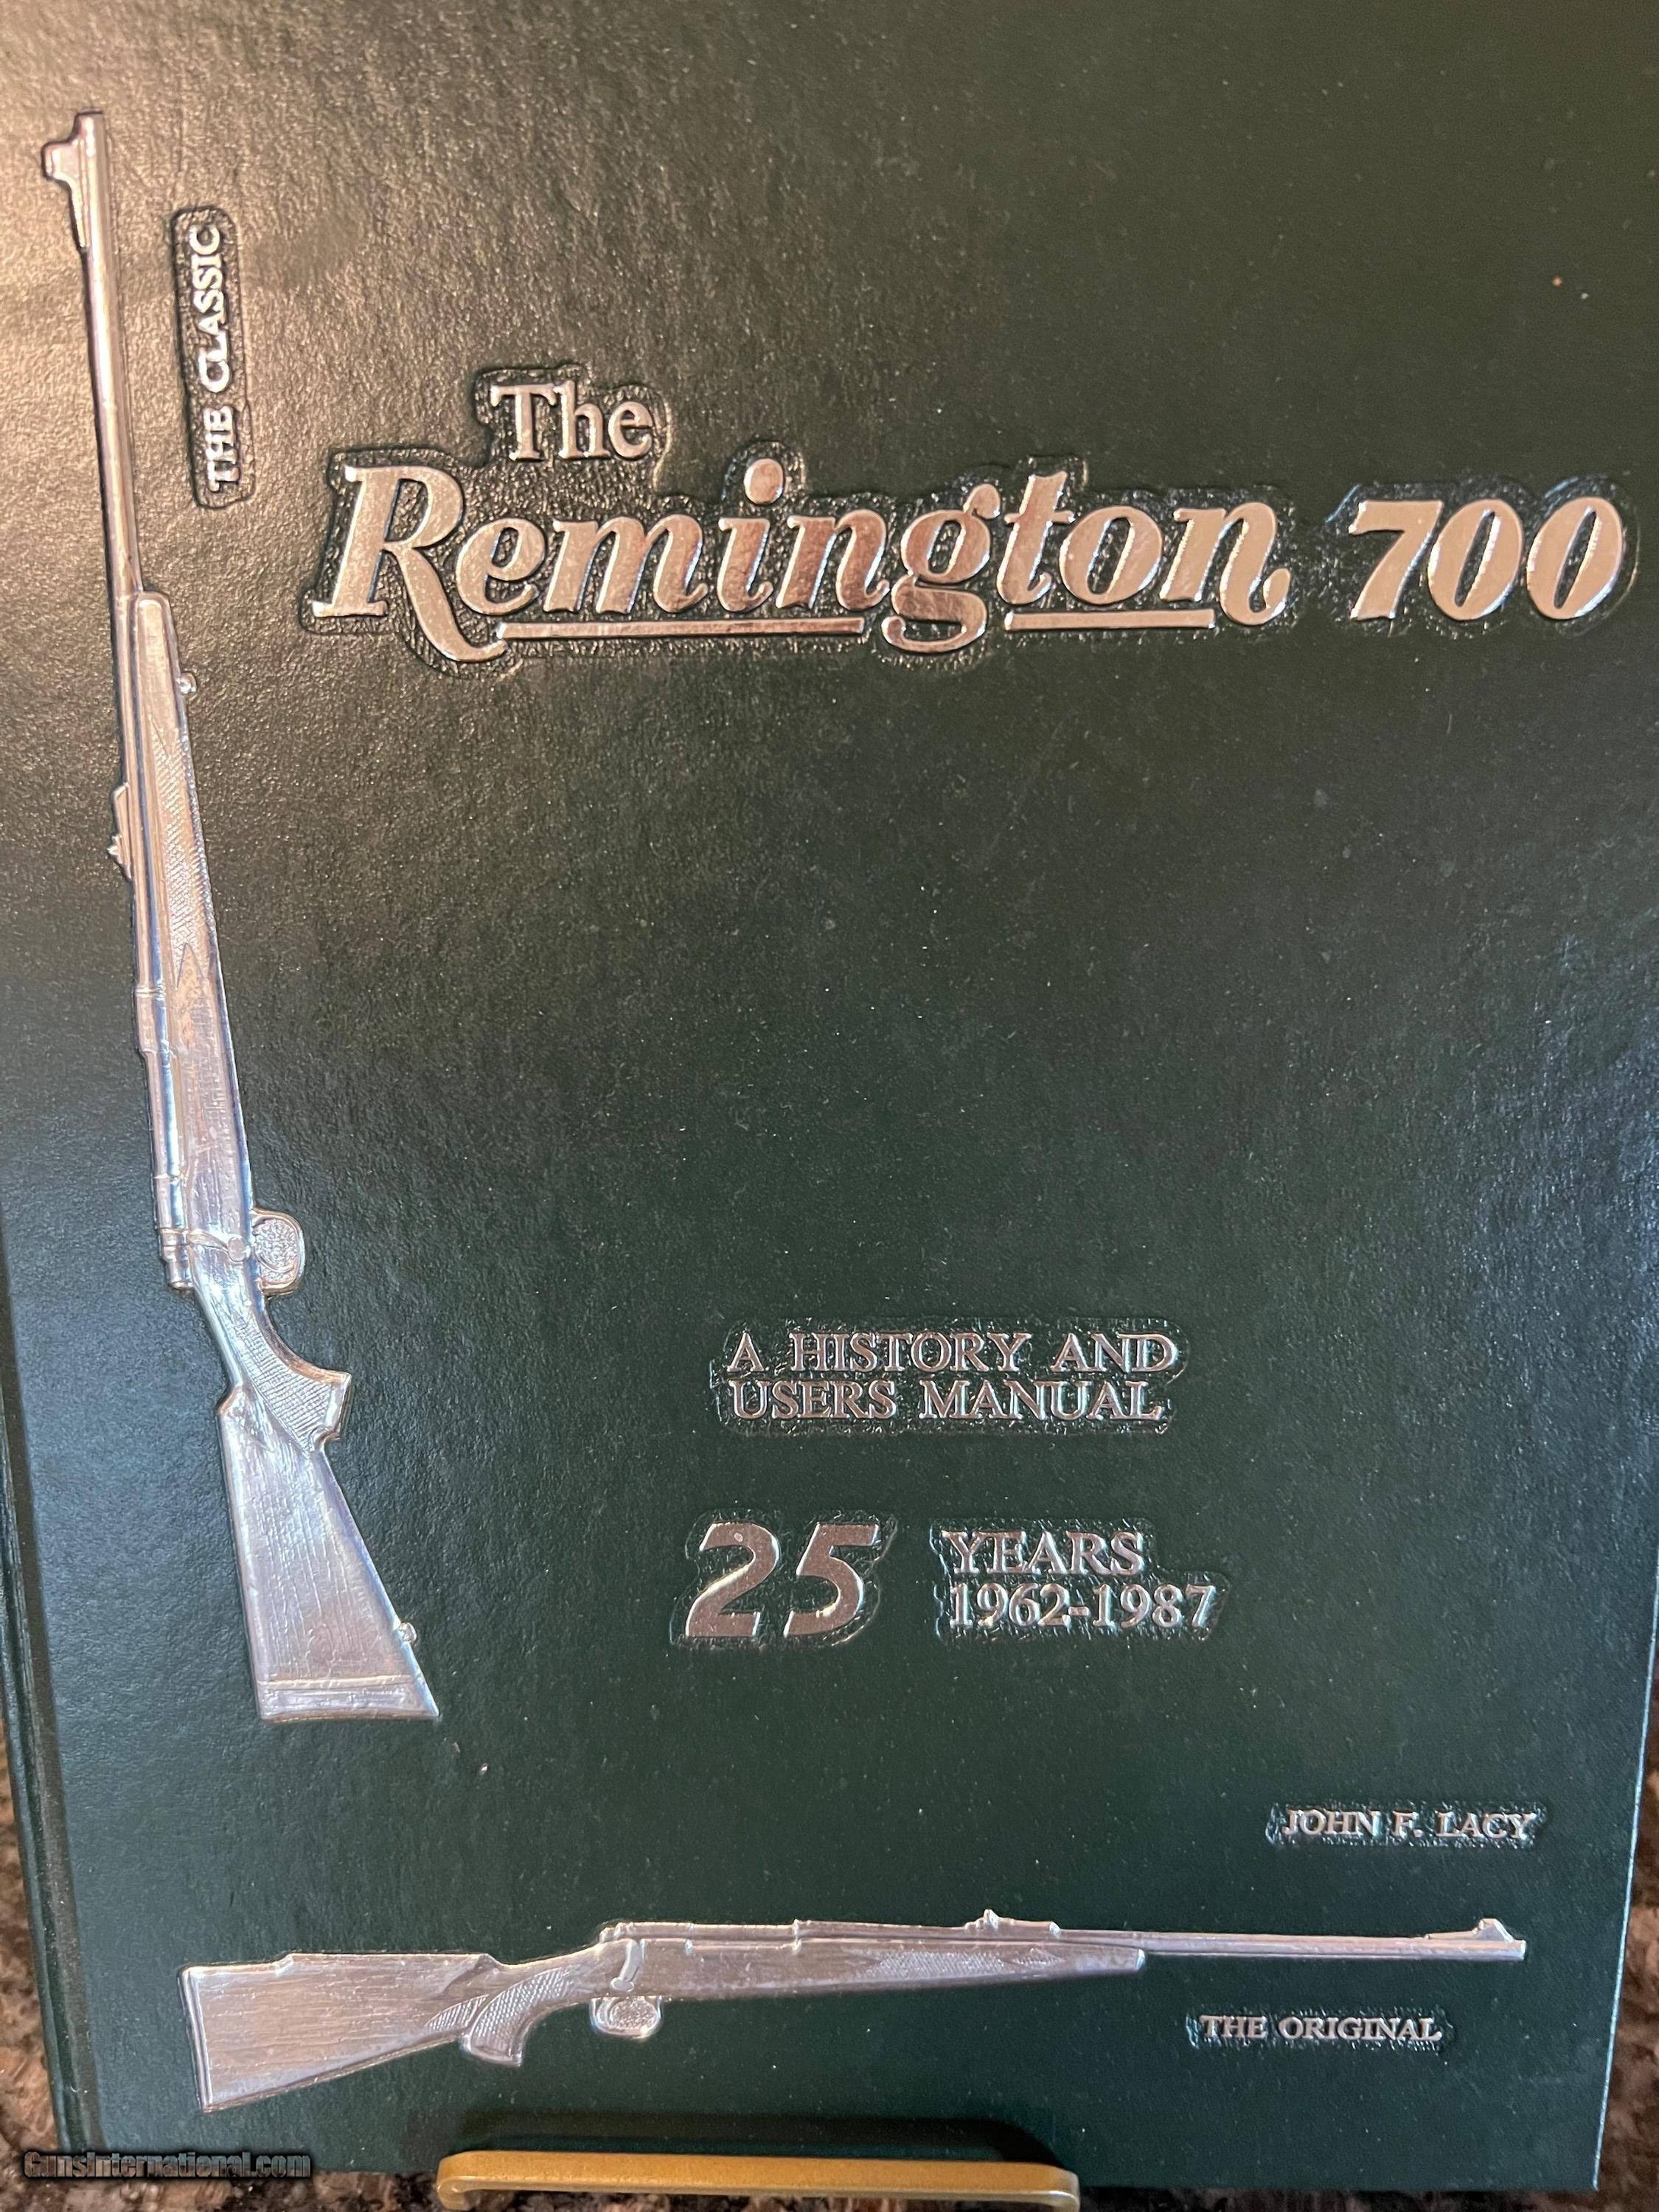 THE CLASSIC
The
Remington 700
A HISTORY AND
USERS MANUAL
25 YEARS
1962-1987
JOHN F. LACY
THE ORIGINAL
GunsInternational.com